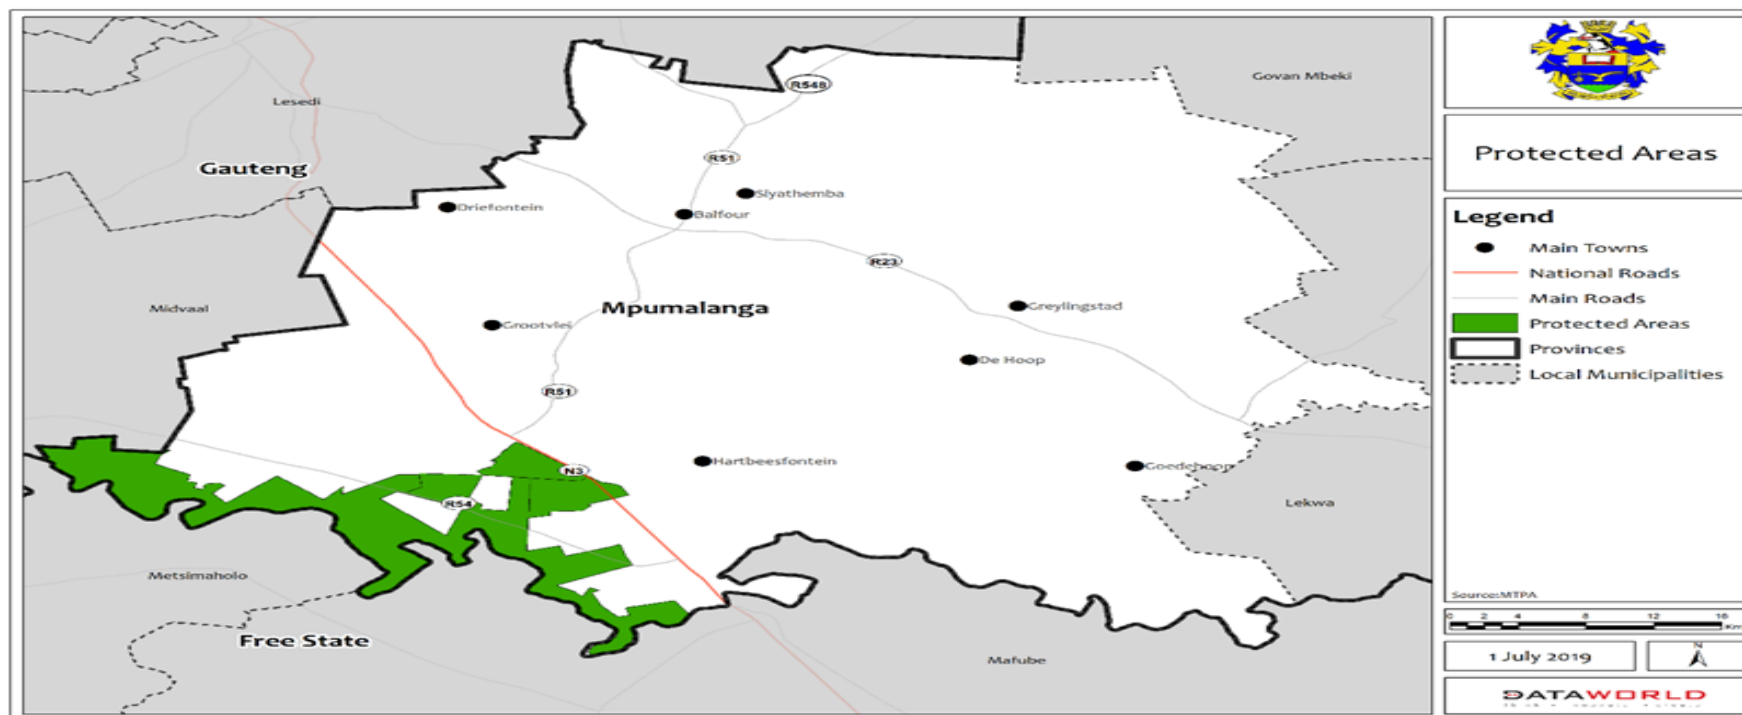 Govan Mbeki
Lesedi
R548
Gauteng
R51
Siyathemba
Driefontein
Balfour
R23
Midvaal
Mpumalanga
Greylingstad
Grootvlei
De Hoop
R51
Hartbeesfontein
Goedehoop
N3
R54
Lekwa
Metsimaholo
Free State
Mafube
Protected Areas
Legend
Main Towns
National Roads
Main Roads
Protected Areas
Provinces
Local Municipalities
Source:MTPA
0 2 4 8 12 16
Km
1 July 2019
N
DATAWORLD